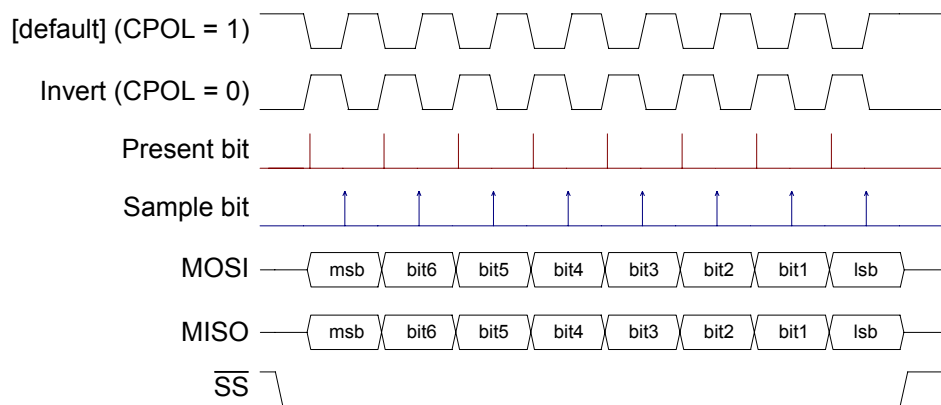 [default] (CPOL = 1)
Invert (CPOL = 0)
Present bit
Sample bit
MOSI msb bit6 bit5 bit4 bit3 bit2 bit1 lsb
MISO msb bit6 bit5 bit4 bit3 bit2 bit1 lsb
S̅S̅